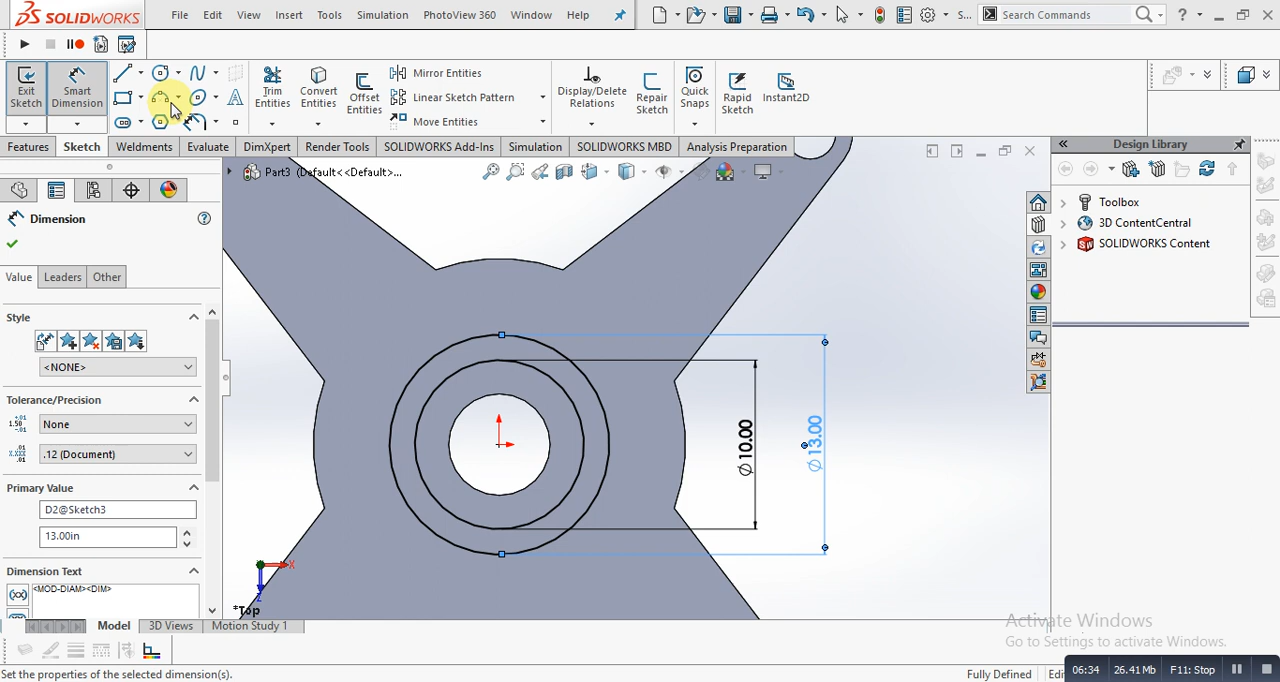 SOLIDWORKS
File Edit View Insert Tools Simulation PhotoView 360 Window Help
S...
Search Commands
Exit Sketch
Smart Dimension
Trim Entities
Convert Entities
Offset Entities
Mirror Entities
Linear Sketch Pattern
Move Entities
Display/Delete Relations
Repair Sketch
Quick Snaps
Rapid Sketch
Instant2D
Features Sketch Weldments Evaluate DimXpert Render Tools SOLIDWORKS Add-Ins Simulation SOLIDWORKS MBD Analysis Preparation
Part3 (Default<<Default>...
Design Library
Toolbox
3D ContentCentral
SOLIDWORKS Content
Dimension
Value Leaders Other
Style
<NONE>
Tolerance/Precision
None
.12 (Document)
Primary Value
D2@Sketch3
13.00in
Dimension Text
<MOD-DIAM><DIM>
∅10.00
∅13.00
X
*Top
Model 3D Views Motion Study 1
Activate Windows
Go to Settings to activate Windows.
Set the properties of the selected dimension(s).
Fully Defined
06:34 26.41 Mb F11: Stop